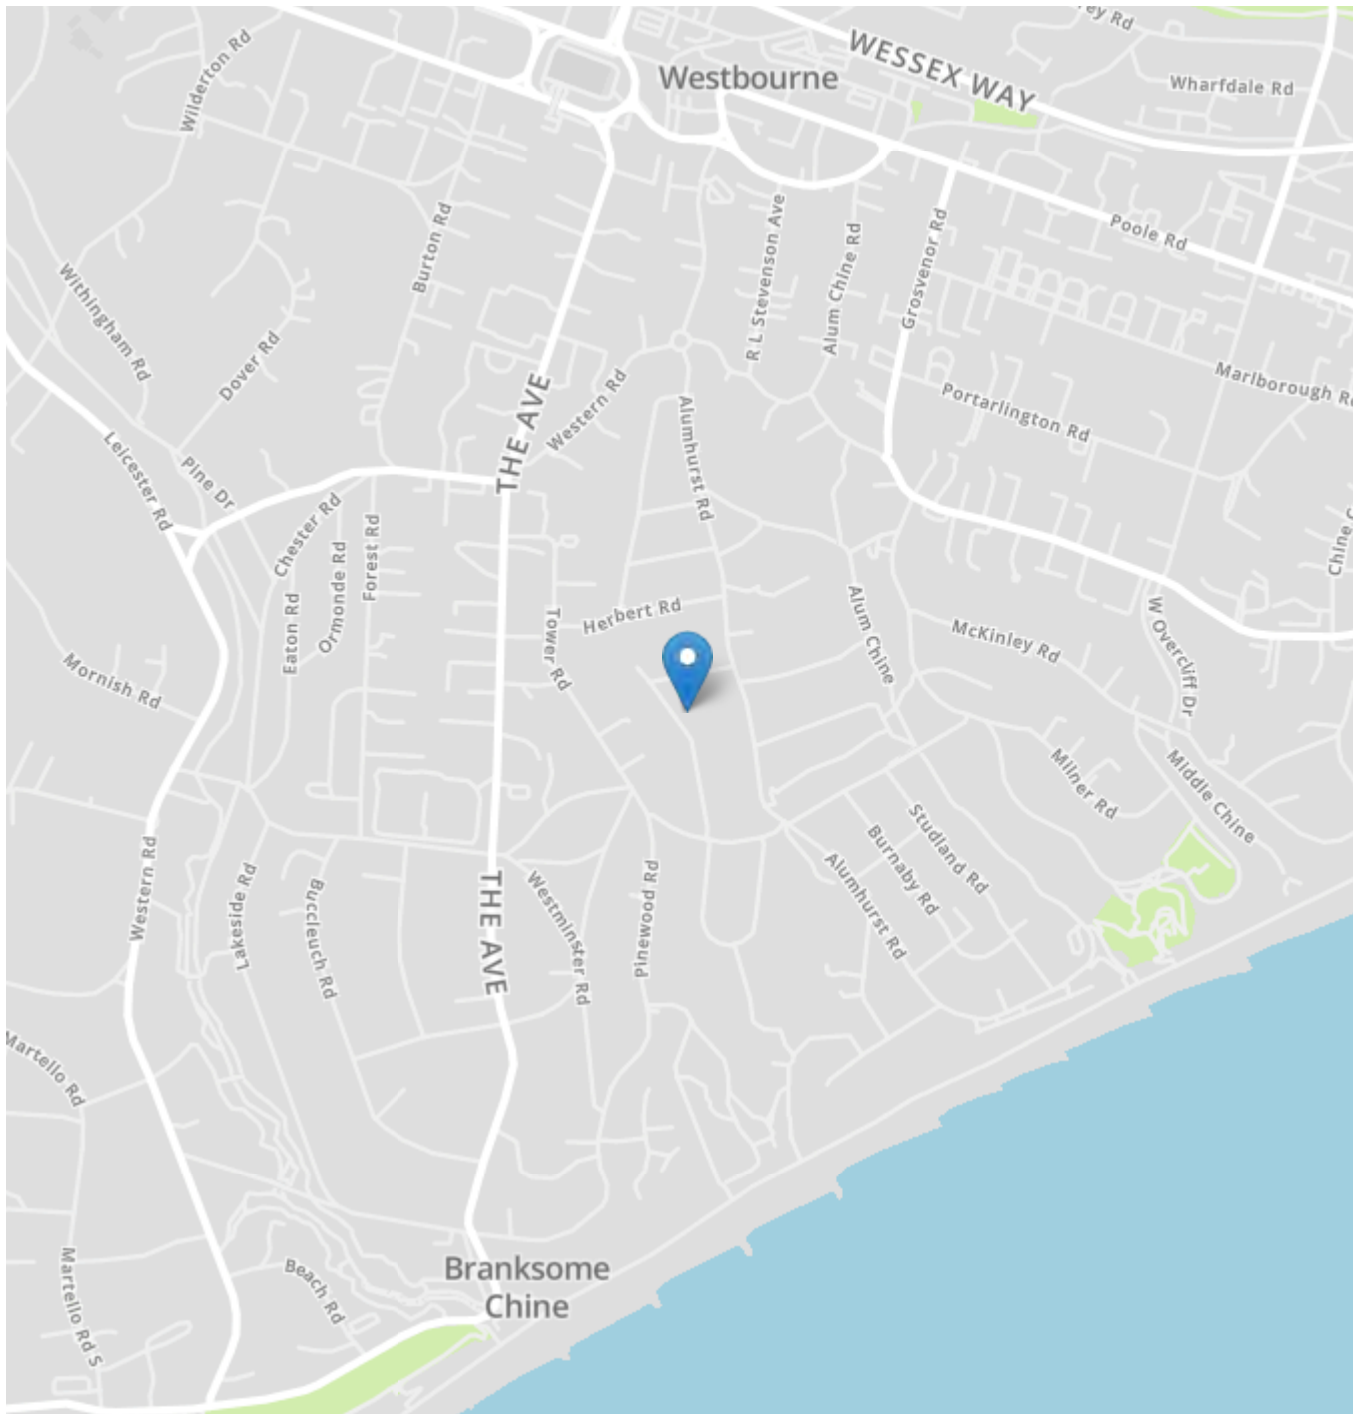 ey Rd
WESSEX WAY
Westbourne
Wharfdale Rd
Wilderton Rd
Burton Rd
R L Stevenson Ave
Alum Chine Rd
Grosvenor Rd
Poole Rd
Withingham Rd
Dover Rd
THE AVE
Western Rd
Alumhurst Rd
Portarlington Rd
Marlborough Rd
Leicester Rd
Pine Dr
Chester Rd
Ormonde Rd
Forest Rd
Eaton Rd
Tower Rd
Herbert Rd
Alum Chine
McKinley Rd
W Overcliff Dr
Chine C
Mornish Rd
Milner Rd
Middle Chine
Western Rd
Lakeside Rd
Buccleuch Rd
THE AVE
Westminster Rd
Pinewood Rd
Alumhurst Rd
Burnaby Rd
Studland Rd
Martello Rd
Martello Rd S
Beach Rd
Branksome
Chine